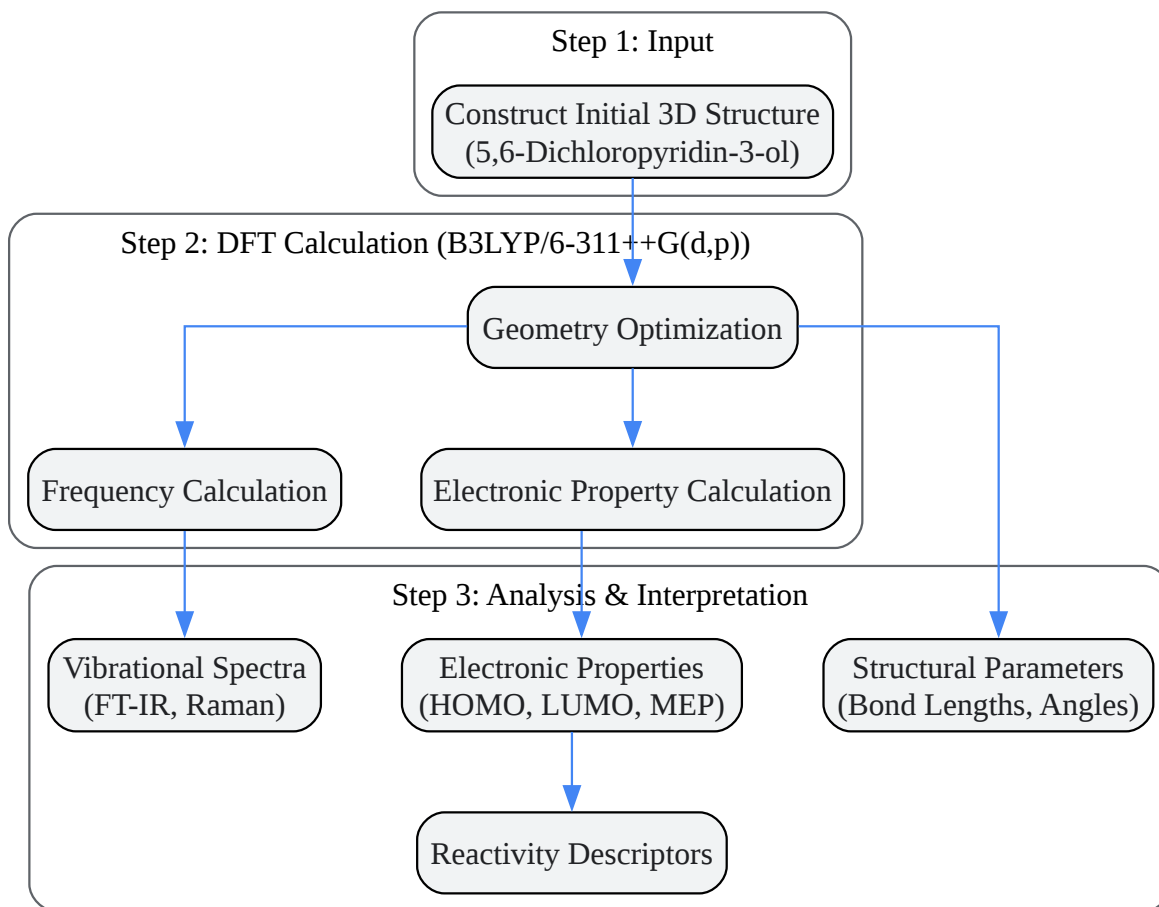 Step 1: Input
Construct Initial 3D Structure
(5,6-Dichloropyridin-3-ol)
Step 2: DFT Calculation (B3LYP/6-311++G(d,p))
Geometry Optimization
Frequency Calculation
Electronic Property Calculation
Step 3: Analysis & Interpretation
Vibrational Spectra
(FT-IR, Raman)
Electronic Properties
(HOMO, LUMO, MEP)
Structural Parameters
(Bond Lengths, Angles)
Reactivity Descriptors